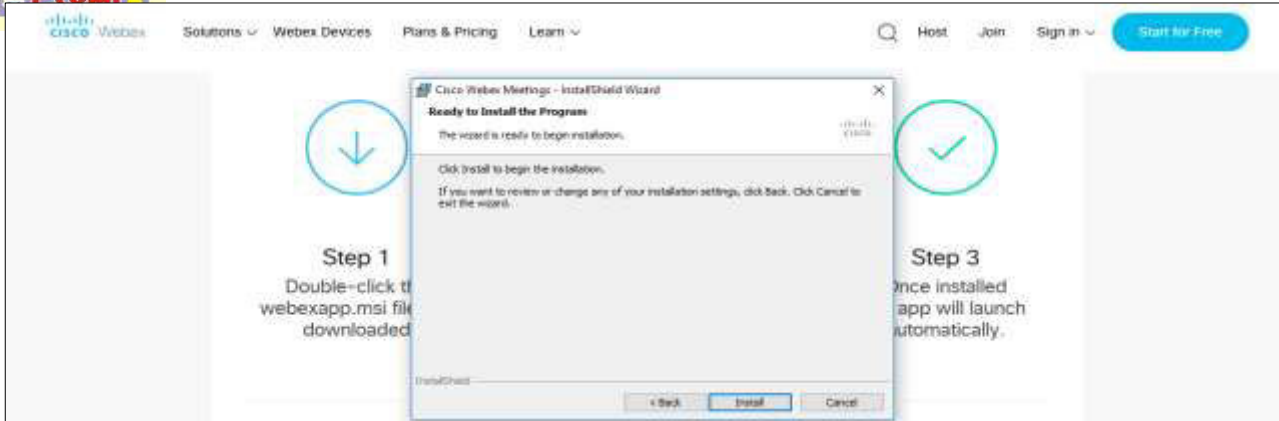 cisco Webex Solutions Webex Devices Plans & Pricing Learn Host Join Sign in Start for Free
Cisco Webex Meetings - InstallShield Wizard
Ready to Install the Program
The wizard is ready to begin installation.
cisco
Click Install to begin the installation.
If you want to review or change any of your installation settings, click Back. Click Cancel to
exit the wizard.
InstallShield
< Back Install Cancel
Step 1
Double-click th
webexapp.msi file
downloaded
Step 3
Once installed
app will launch
automatically.